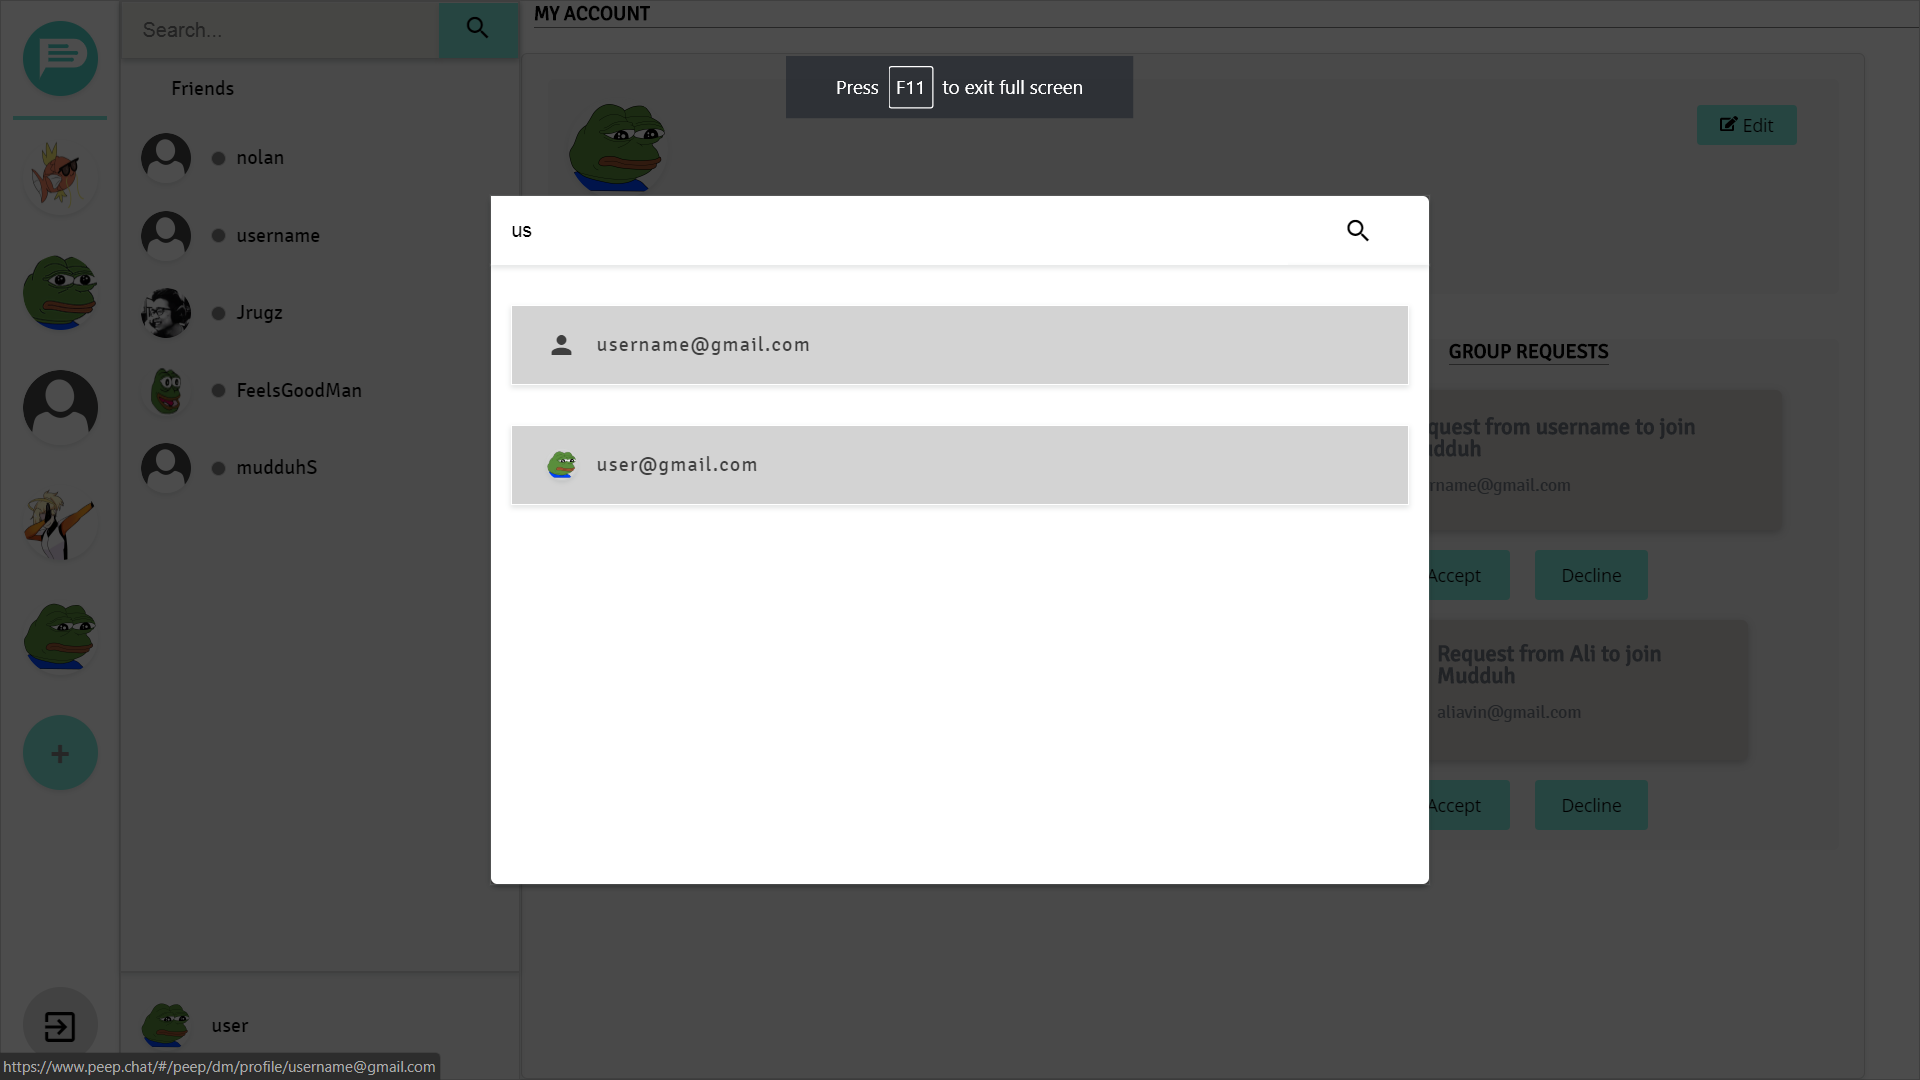 Search...
MY ACCOUNT
Friends
Press F11 to exit full screen
Edit
nolan
username
Jrugz
FeelsGoodMan
mudduhS
us
username@gmail.com
user@gmail.com
GROUP REQUESTS
quest from username to join
dduh
rname@gmail.com
Accept
Decline
Request from Ali to join
Mudduh
aliavin@gmail.com
Accept
Decline
+
user
https://www.peep.chat/#/peep/dm/profile/username@gmail.com